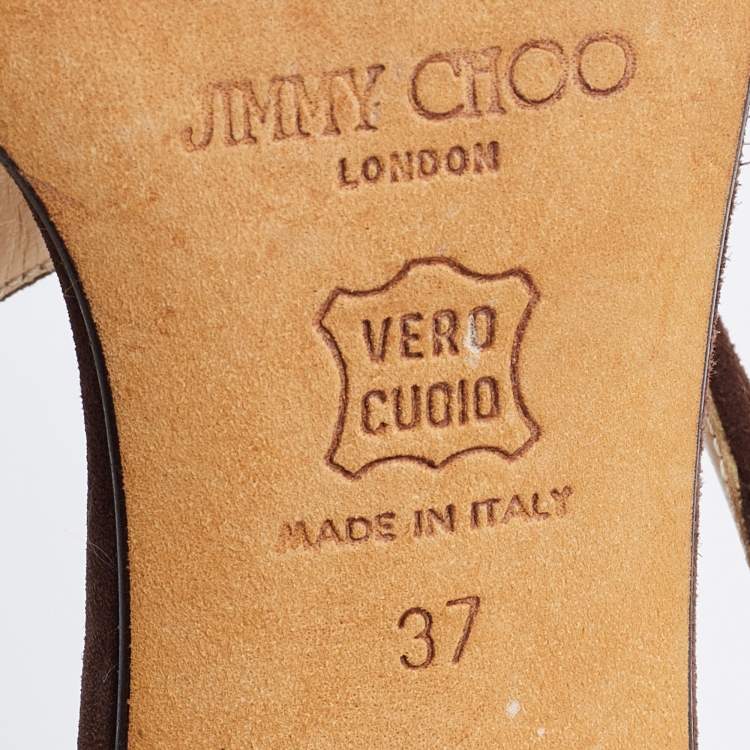 JIMMY CHOO
LONDON
VERO
CUOIO
MADE IN ITALY
37